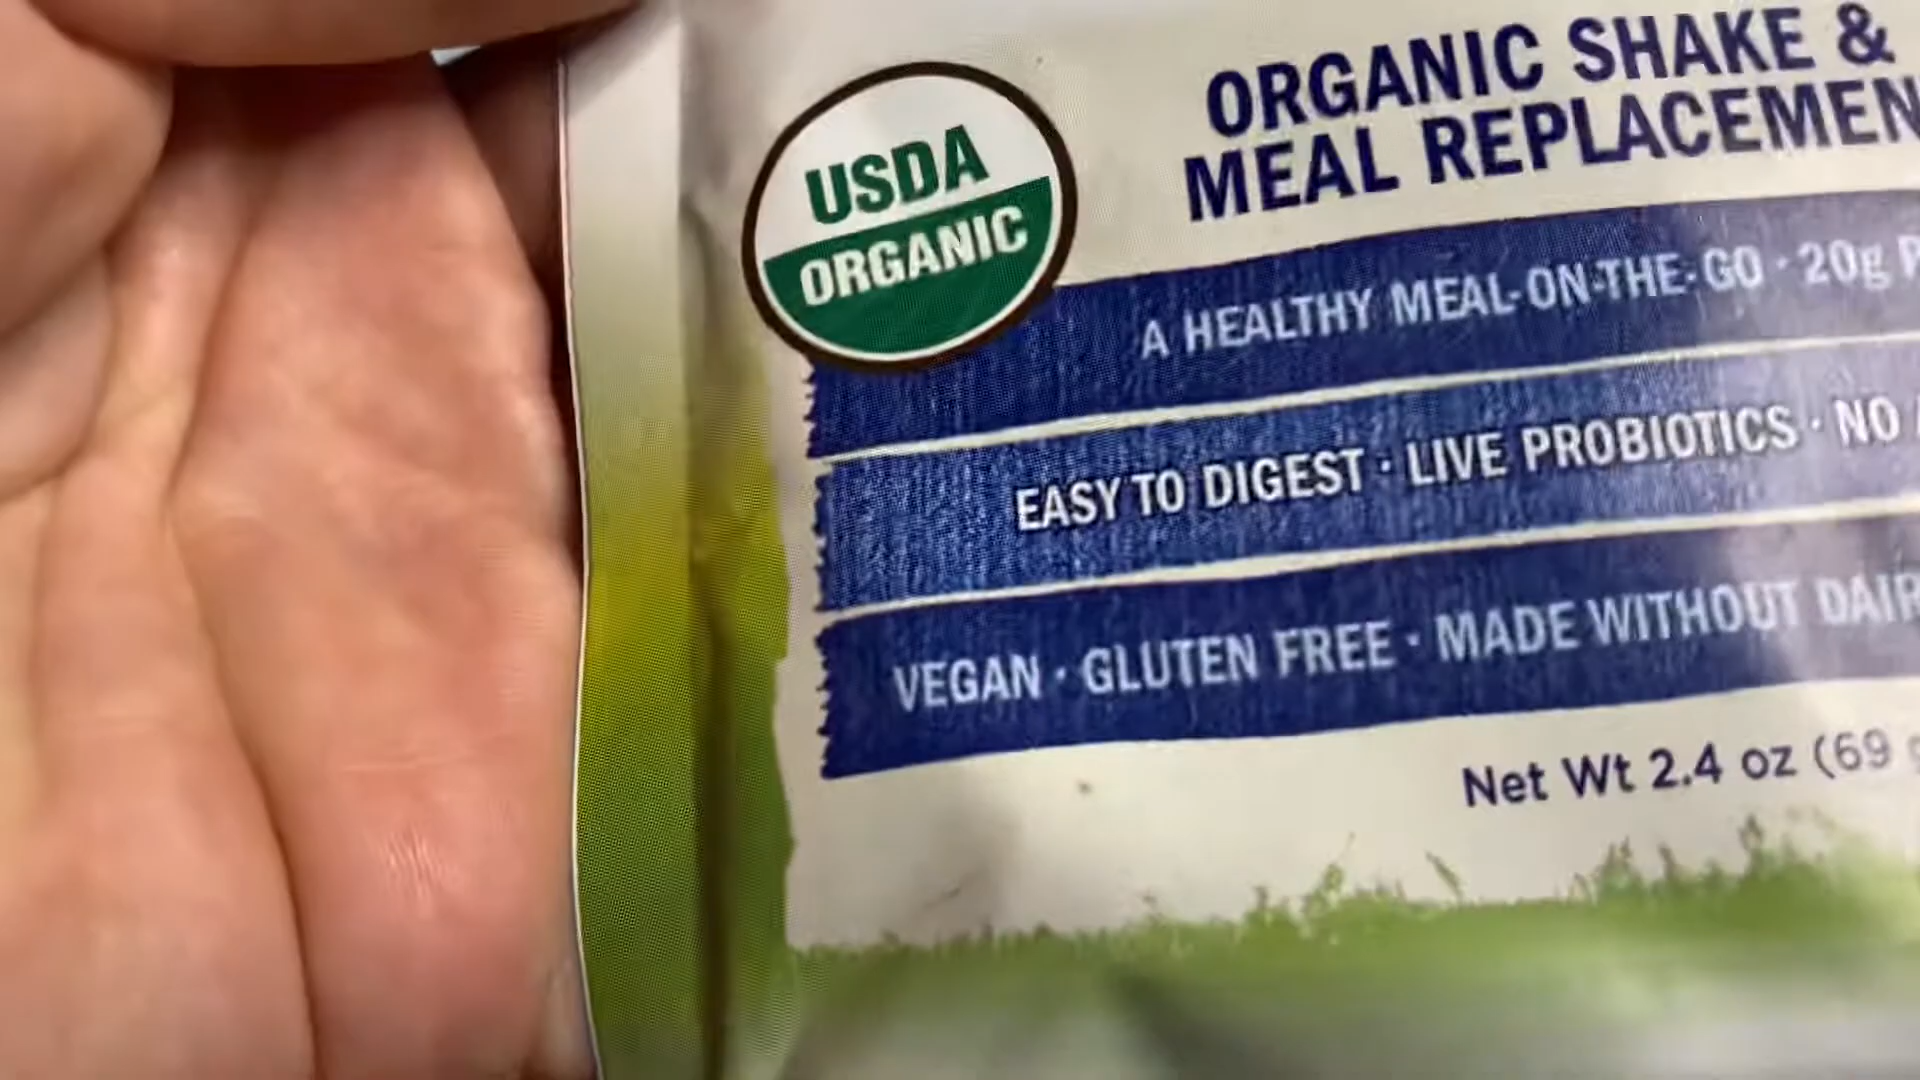 USDA
ORGANIC
ORGANIC SHAKE &
MEAL REPLACEMEN
A HEALTHY MEAL-ON-THE-GO · 20g P
EASY TO DIGEST · LIVE PROBIOTICS · NO
VEGAN · GLUTEN FREE · MADE WITHOUT DAIR
Net Wt 2.4 oz (69 g